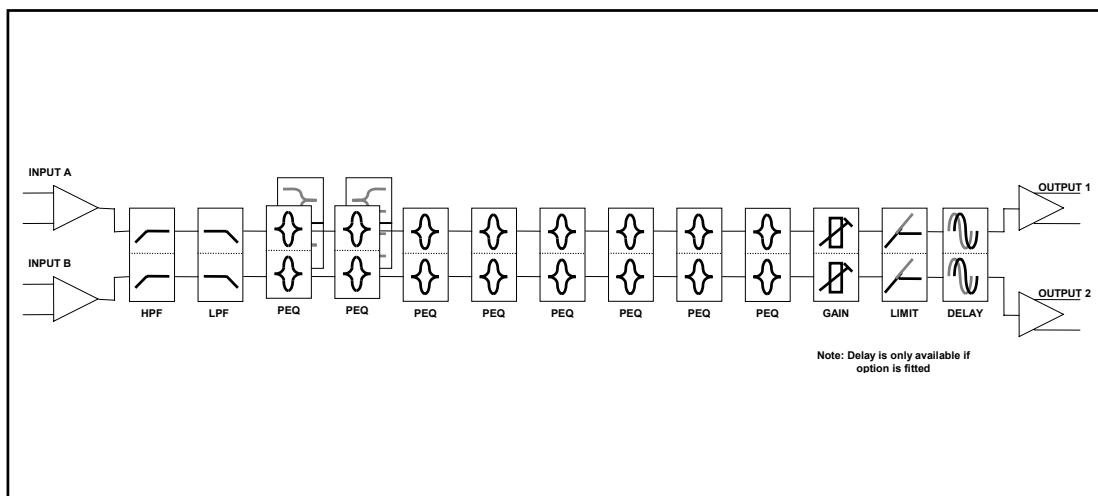 INPUT A
OUTPUT 1
INPUT B
OUTPUT 2
HPF LPF PEQ PEQ PEQ PEQ PEQ PEQ PEQ PEQ GAIN LIMIT DELAY
Note: Delay is only available if
option is fitted